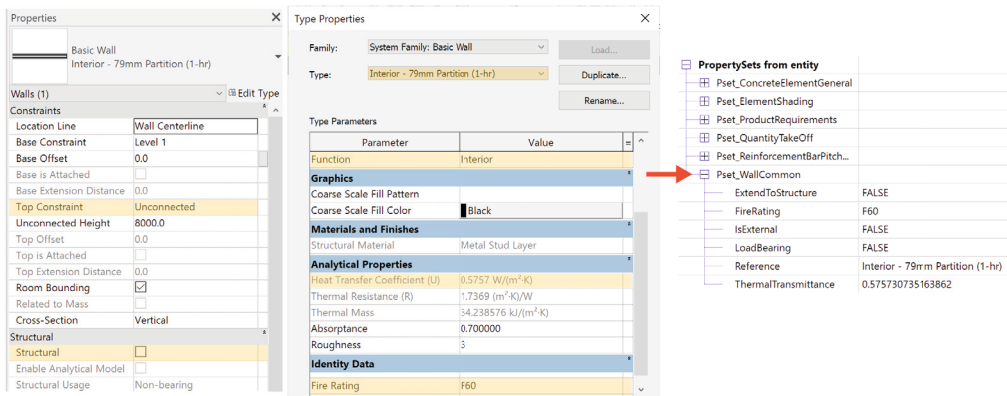 Properties
Basic Wall
Interior - 79mm Partition (1-hr)
Walls (1)
Edit Type
Constraints
Location Line Wall Centerline
Base Constraint Level 1
Base Offset 0.0
Base is Attached
Base Extension Distance 0.0
Top Constraint Unconnected
Unconnected Height 8000.0
Top Offset 0.0
Top is Attached
Top Extension Distance 0.0
Room Bounding
Related to Mass
Cross-Section Vertical
Structural
Structural
Enable Analytical Model
Structural Usage Non-bearing
Type Properties
Family: System Family: Basic Wall Load...
Type: Interior - 79mm Partition (1-hr) Duplicate...
Rename...
Type Parameters
Parameter Value =
Function Interior
Graphics
Coarse Scale Fill Pattern
Coarse Scale Fill Color Black
Materials and Finishes
Structural Material Metal Stud Layer
Analytical Properties
Heat Transfer Coefficient (U) 0.5757 W/(m²·K)
Thermal Resistance (R) 1.7369 (m²·K)/W
Thermal Mass 34.238576 kJ/(m²·K)
Absorptance 0.700000
Roughness 3
Identity Data
Fire Rating F60
PropertySets from entity
Pset_ConcreteElementGeneral
Pset_ElementShading
Pset_ProductRequirements
Pset_QuantityTakeOff
Pset_ReinforcementBarPitch...
Pset_WallCommon
ExtendToStructure FALSE
FireRating F60
IsExternal FALSE
LoadBearing FALSE
Reference Interior - 79mm Partition (1-hr)
ThermalTransmittance 0.575730735163862